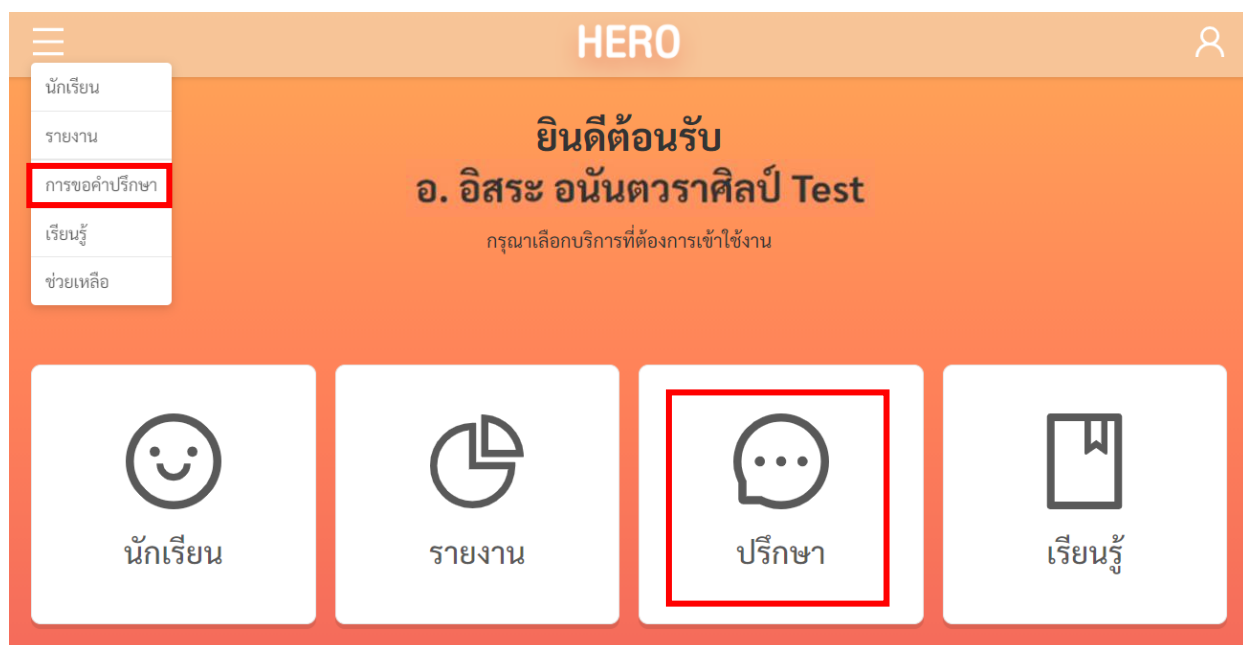 HERO
นักเรียน
รายงาน
การขอคำปรึกษา
เรียนรู้
ช่วยเหลือ
ยินดีต้อนรับ
อ. อิสระ อนันตวราศิลป์ Test
กรุณาเลือกบริการที่ต้องการเข้าใช้งาน
นักเรียน
รายงาน
ปรึกษา
เรียนรู้